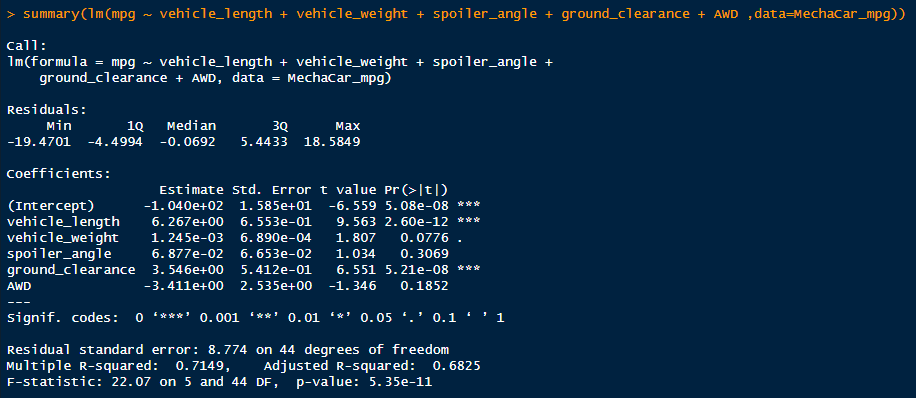 > summary(lm(mpg ~ vehicle_length + vehicle_weight + spoiler_angle + ground_clearance + AWD ,data=MechaCar_mpg))
Call:
lm(formula = mpg ~ vehicle_length + vehicle_weight + spoiler_angle +
    ground_clearance + AWD, data = MechaCar_mpg)
Residuals:
     Min       1Q   Median       3Q      Max
-19.4701  -4.4994  -0.0692   5.4433  18.5849
Coefficients:
                   Estimate Std. Error t value Pr(>|t|)
(Intercept)      -1.040e+02  1.585e+01  -6.559 5.08e-08 ***
vehicle_length    6.267e+00  6.553e-01   9.563 2.60e-12 ***
vehicle_weight    1.245e-03  6.890e-04   1.807   0.0776 .
spoiler_angle     6.877e-02  6.653e-02   1.034   0.3069
ground_clearance  3.546e+00  5.412e-01   6.551 5.21e-08 ***
AWD              -3.411e+00  2.535e+00  -1.346   0.1852
---
Signif. codes:  0 ‘***’ 0.001 ‘**’ 0.01 ‘*’ 0.05 ‘.’ 0.1 ‘ ’ 1
Residual standard error: 8.774 on 44 degrees of freedom
Multiple R-squared:  0.7149,    Adjusted R-squared:  0.6825
F-statistic: 22.07 on 5 and 44 DF,  p-value: 5.35e-11